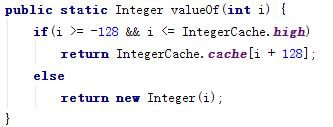 public static Integer valueOf(int i) {
    if(i >= -128 && i <= IntegerCache.high)
        return IntegerCache.cache[i + 128];
    else
        return new Integer(i);
}